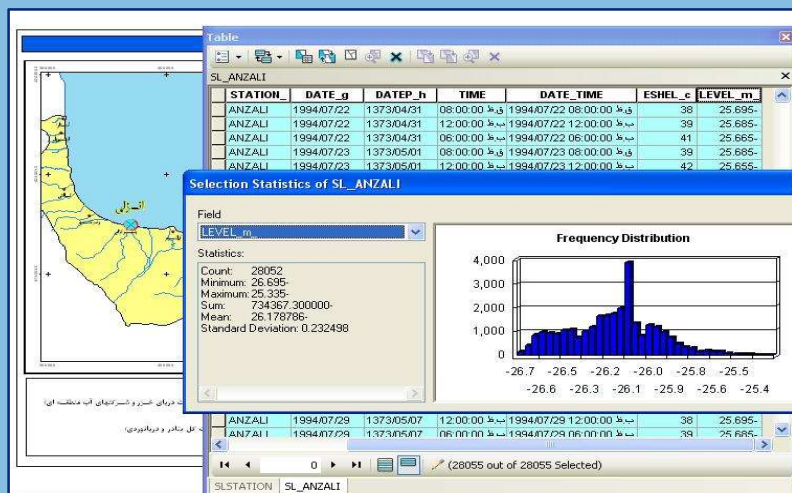 Table
SL_ANZALI
STATION_ DATE_g DATEP_h TIME DATE_TIME ESHEL_c LEVEL_m_
ANZALI 1994/07/22 1373/04/31 08:00:00 ق.ظ 1994/07/22 08:00:00 ق.ظ 38 25.695-
ANZALI 1994/07/22 1373/04/31 12:00:00 ب.ظ 1994/07/22 12:00:00 ب.ظ 39 25.685-
ANZALI 1994/07/22 1373/04/31 06:00:00 ب.ظ 1994/07/22 06:00:00 ب.ظ 41 25.665-
ANZALI 1994/07/23 1373/05/01 08:00:00 ق.ظ 1994/07/23 08:00:00 ق.ظ 39 25.685-
ANZALI 1994/07/23 1373/05/01 12:00:00 ب.ظ 1994/07/23 12:00:00 ب.ظ 42 25.655-
انزلی
Selection Statistics of SL_ANZALI
Field
LEVEL_m_
Statistics:
Count: 28052
Minimum: 26.695-
Maximum: 25.335-
Sum: 734367.300000-
Mean: 26.178786-
Standard Deviation: 0.232498
Frequency Distribution
4,000
3,000
2,000
1,000
0
-26.7 -26.5 -26.2 -26.0 -25.8 -25.5
-26.6 -26.3 -26.1 -25.9 -25.6 -25.4
دریای خزر و شرکتهای آب منطقه ای:
کل بنادر و دریانوردی:
ANZALI 1994/07/29 1373/05/07 12:00:00 ب.ظ 1994/07/29 12:00:00 ب.ظ 38 25.695-
ANZALI 1994/07/29 1373/05/07 06:00:00 ب.ظ 1994/07/29 06:00:00 ب.ظ 39 25.685-
0 (28055 out of 28055 Selected)
SLSTATION SL_ANZALI